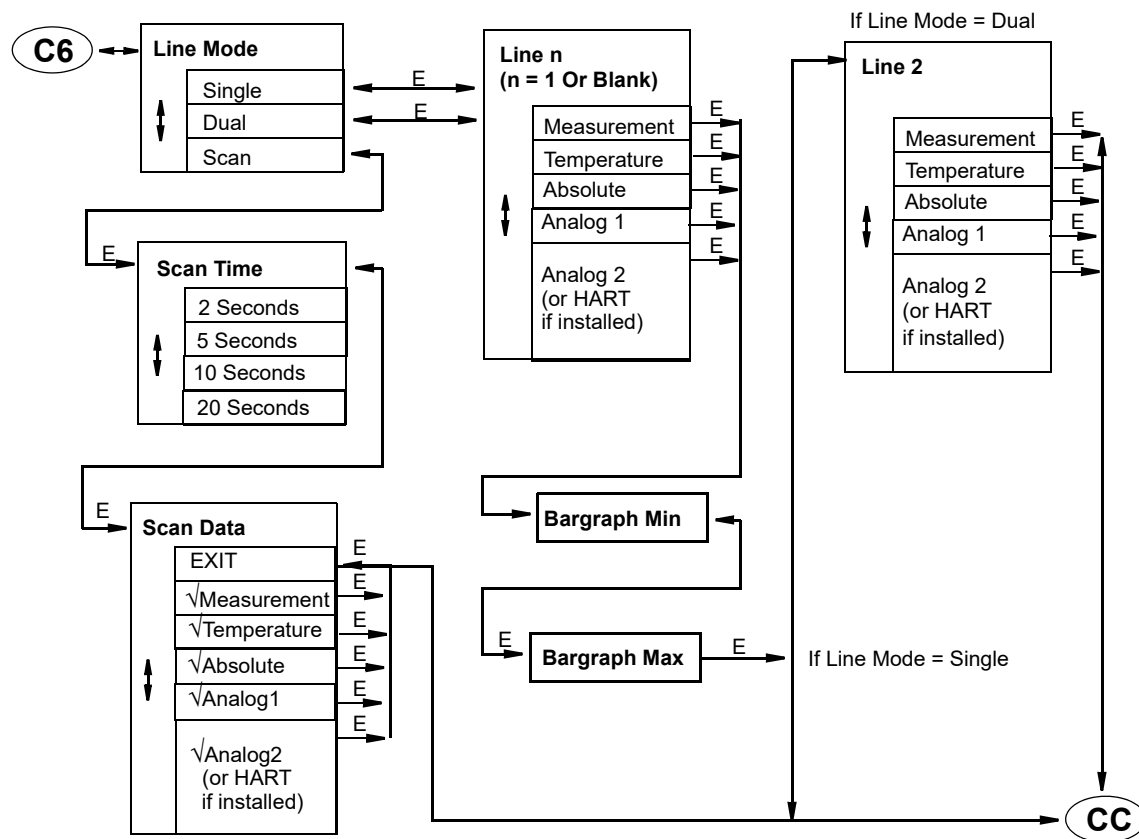 C6
Line Mode
Single
Dual
Scan
E
E
Line n
(n = 1 Or Blank)
Measurement
Temperature
Absolute
Analog 1
Analog 2
(or HART
if installed)
E
E
E
E
E
If Line Mode = Dual
Line 2
Measurement
Temperature
Absolute
Analog 1
Analog 2
(or HART
if installed)
E
E
E
E
E
E
Scan Time
2 Seconds
5 Seconds
10 Seconds
20 Seconds
E
Scan Data
EXIT
√Measurement
√Temperature
√Absolute
√Analog1
√Analog2
(or HART
if installed)
E
E
E
E
E
E
E
Bargraph Min
E
Bargraph Max
E
If Line Mode = Single
CC